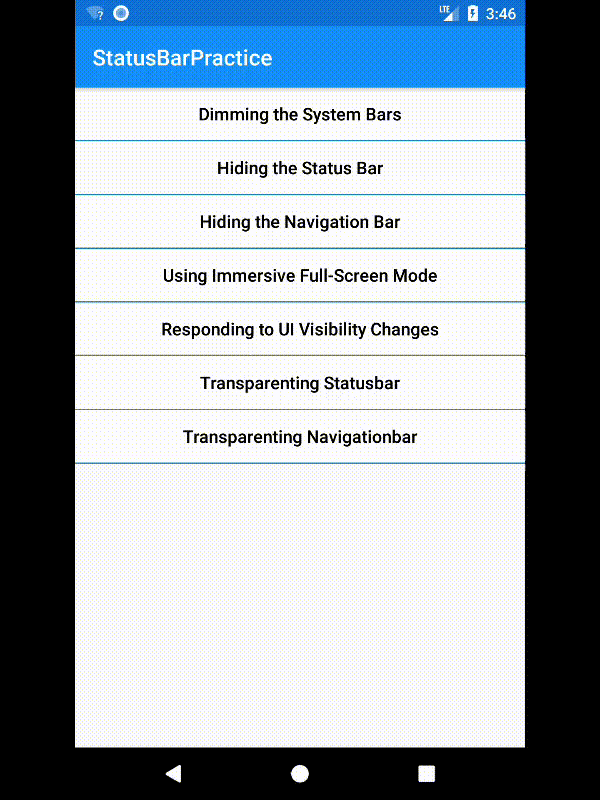 LTE 3:46
StatusBarPractice
Dimming the System Bars
Hiding the Status Bar
Hiding the Navigation Bar
Using Immersive Full-Screen Mode
Responding to UI Visibility Changes
Transparenting Statusbar
Transparenting Navigationbar